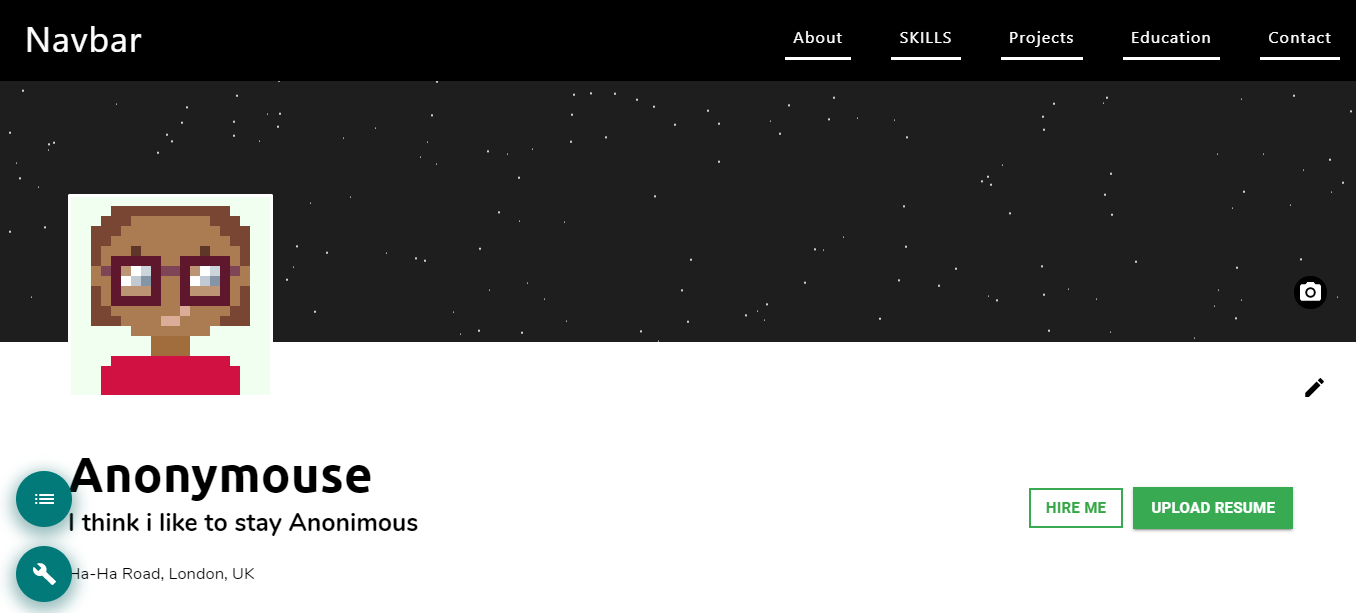 Navbar
About SKILLS Projects Education Contact
Anonymouse
I think i like to stay Anonimous
HIRE ME UPLOAD RESUME
Ha-Ha Road, London, UK